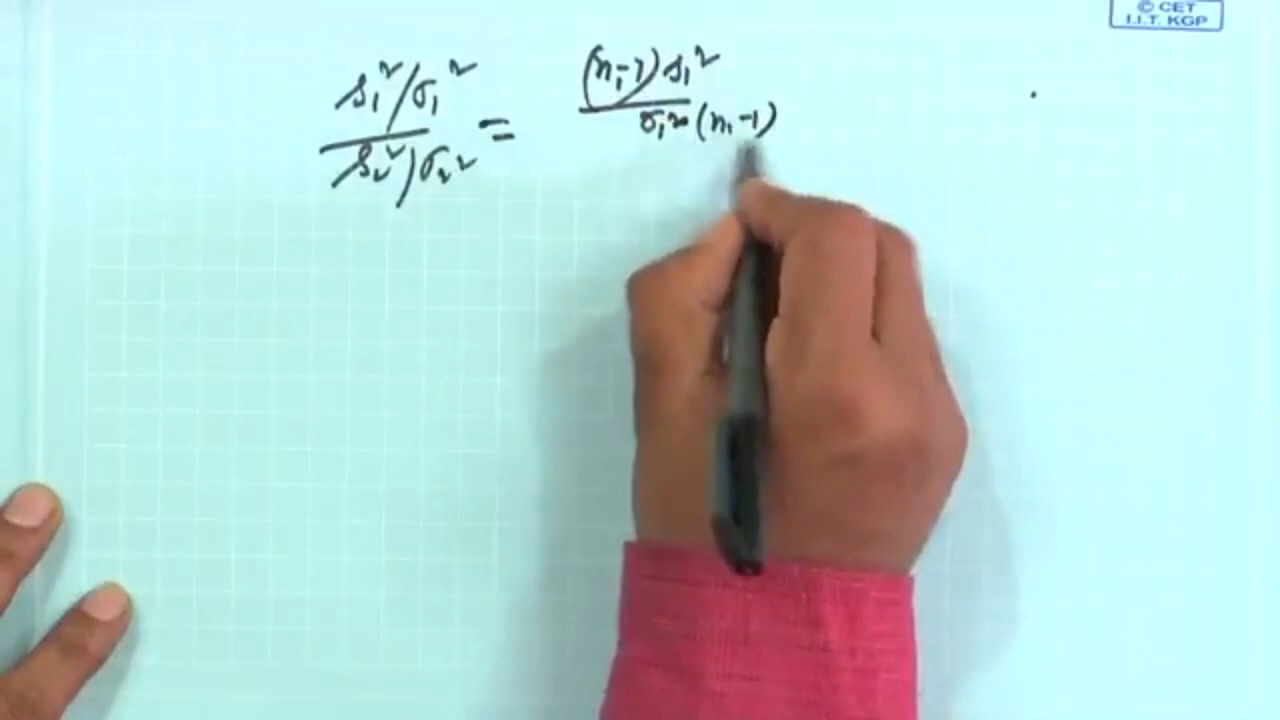 © CET
I.I.T. KGP
s₁²/σ₁² / s₂²/σ₂² = (n₁-1)s₁² / σ₁²(n₁-1)